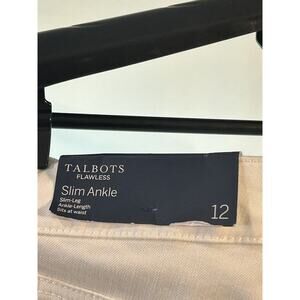 TALBOTS
FLAWLESS
Slim Ankle
Slim-Leg
Ankle-Length
Sits at waist
12